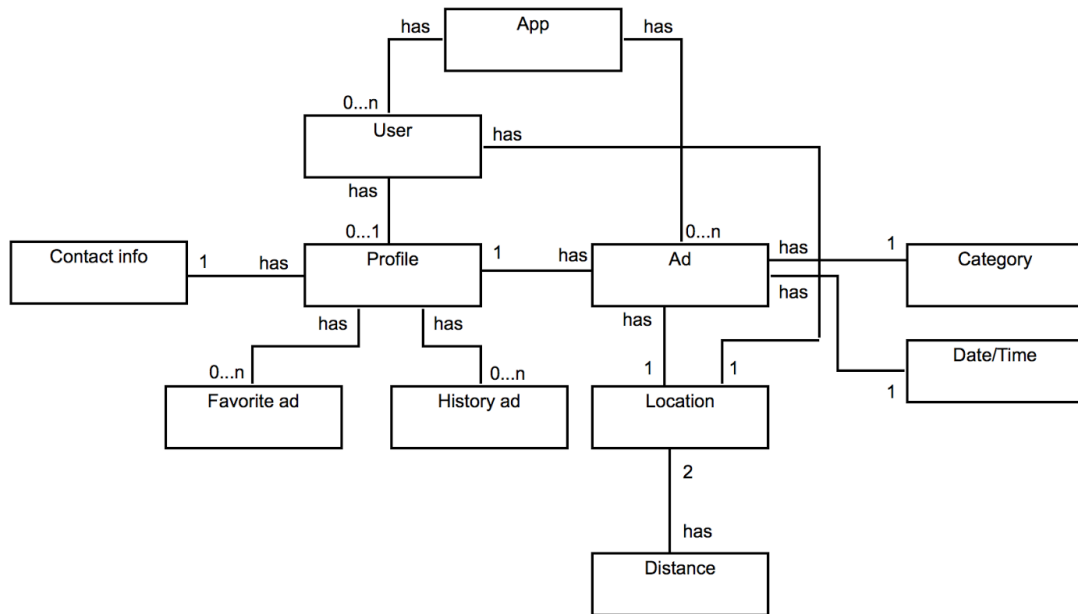 App
has
has
0...n
User
has
has
0...1
0...n
Contact info
1
has
Profile
1
has
Ad
has
1
Category
has
has
has
has
Date/Time
0...n
0...n
1
1
1
Favorite ad
History ad
Location
2
has
Distance